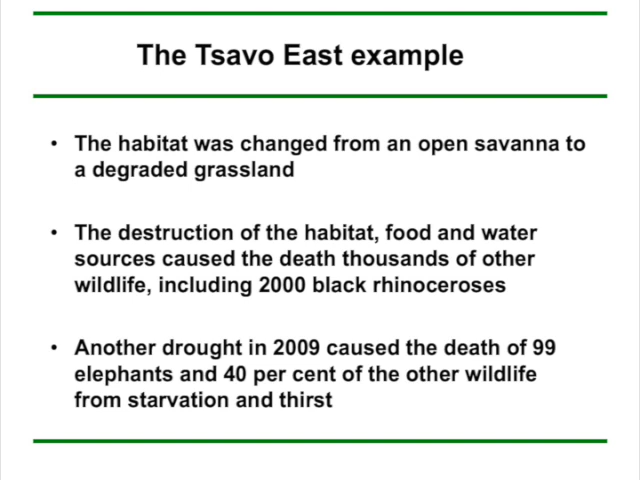 The Tsavo East example
• The habitat was changed from an open savanna to
a degraded grassland
• The destruction of the habitat, food and water
sources caused the death thousands of other
wildlife, including 2000 black rhinoceroses
• Another drought in 2009 caused the death of 99
elephants and 40 per cent of the other wildlife
from starvation and thirst